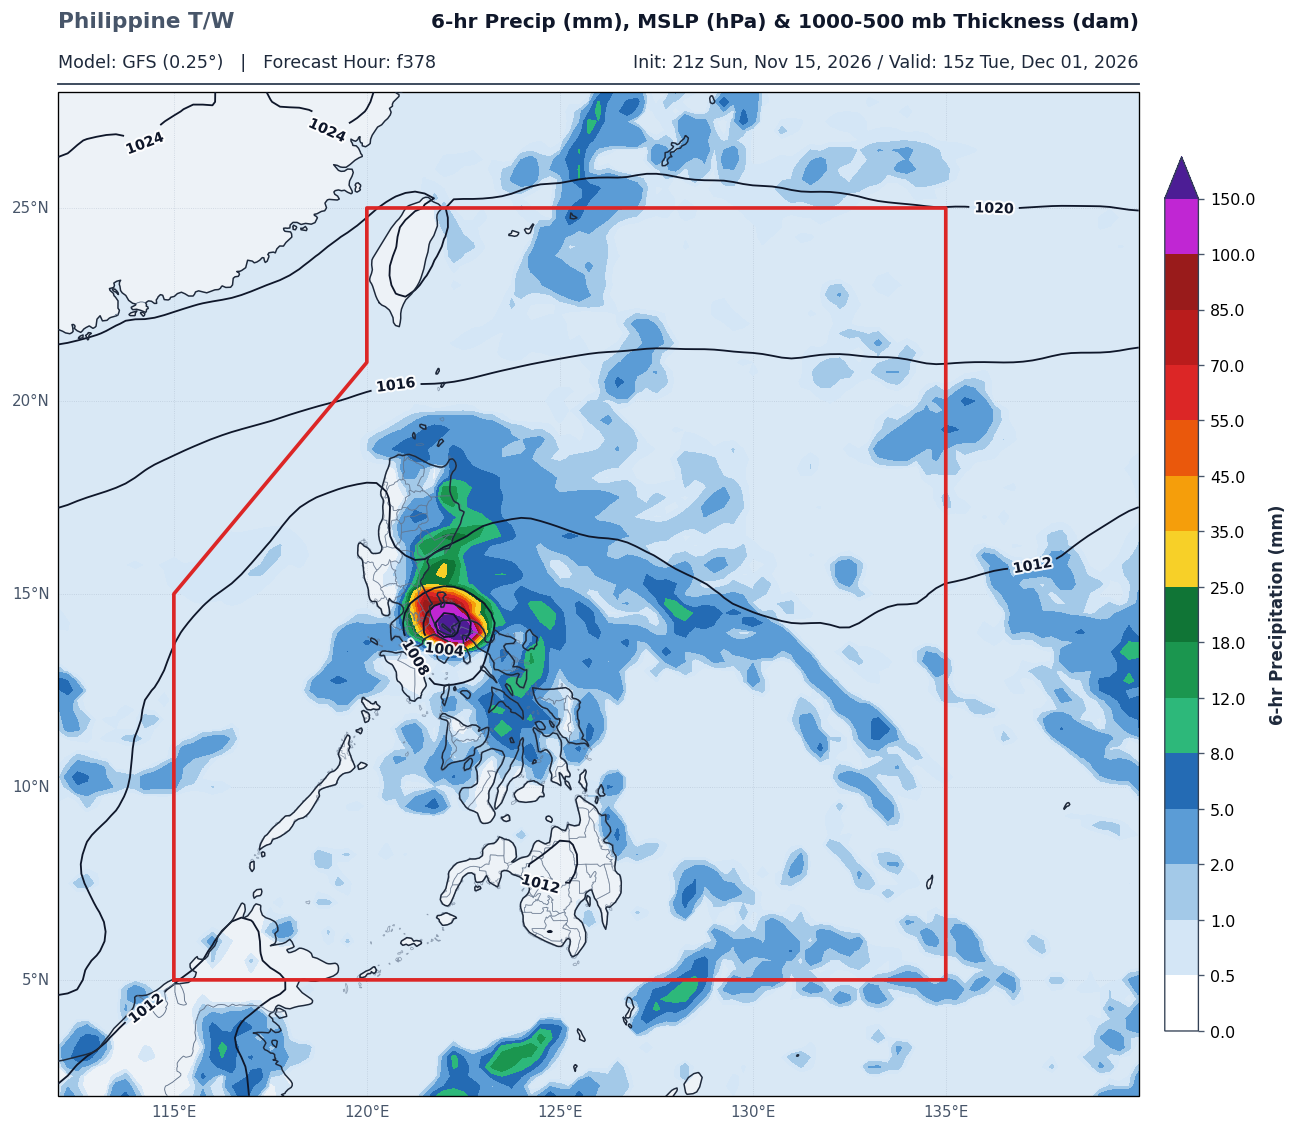 Philippine T/W
6-hr Precip (mm), MSLP (hPa) & 1000-500 mb Thickness (dam)
Model: GFS (0.25°) | Forecast Hour: f378
Init: 21z Sun, Nov 15, 2026 / Valid: 15z Tue, Dec 01, 2026
1024
1024
25°N
1020
1016
20°N
15°N
1012
1004
1008
10°N
1012
5°N
1012
115°E
120°E
125°E
130°E
135°E
150.0
100.0
85.0
70.0
55.0
45.0
35.0
25.0
18.0
12.0
8.0
5.0
2.0
1.0
0.5
0.0
6-hr Precipitation (mm)